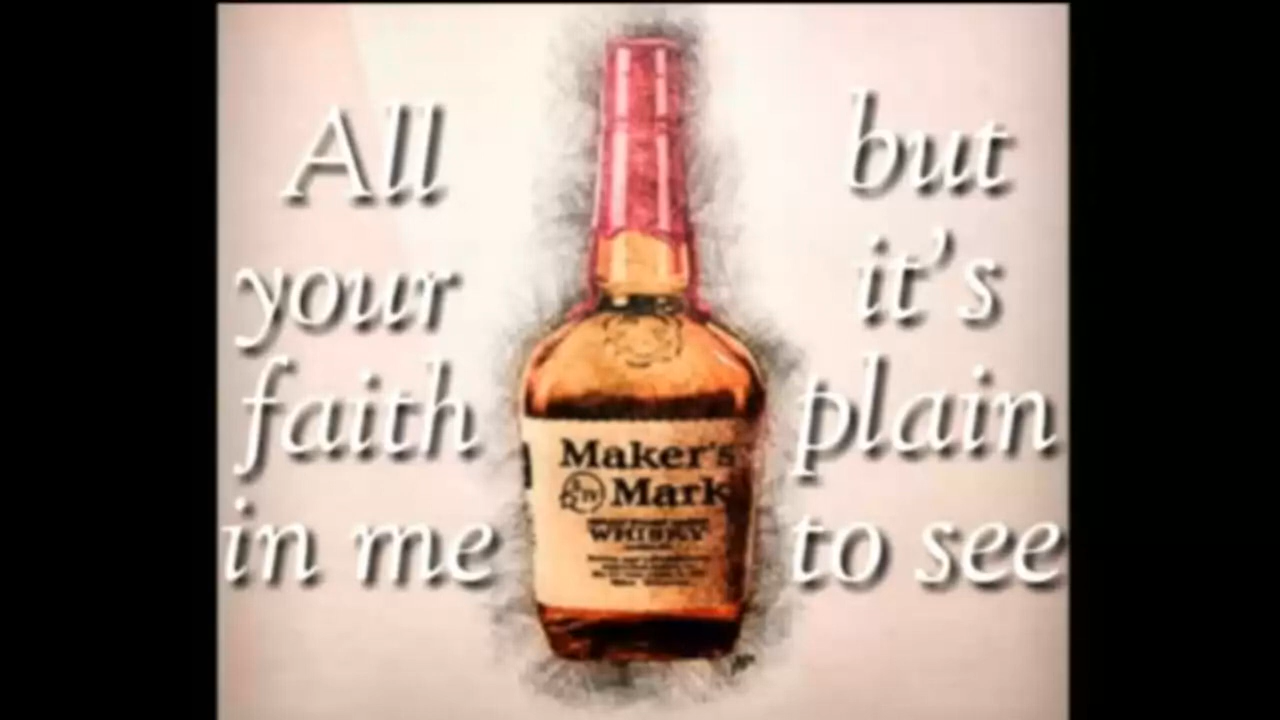 All
your
faith
in me
but
it's
plain
to see
Maker's
Mark
WHISKY